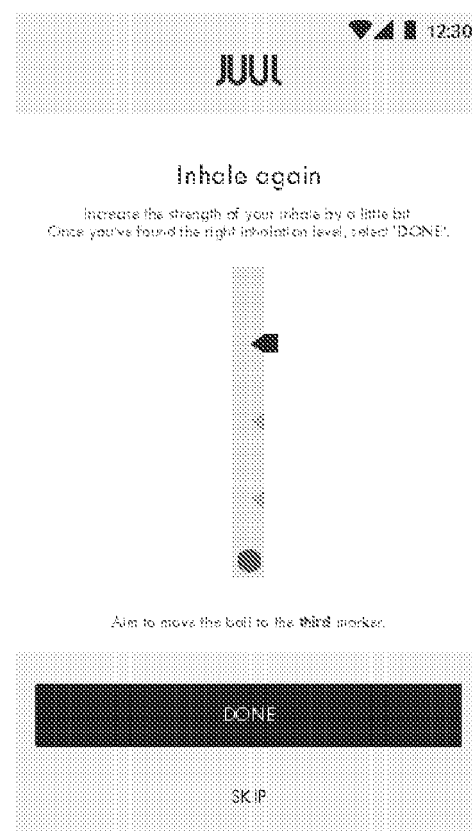 12:30
JUUL
Inhale again
Increase the strength of your inhale by a little bit
Once you've found the right inhalation level, select 'DONE'.
Aim to move the ball to the third marker.
DONE
SKIP